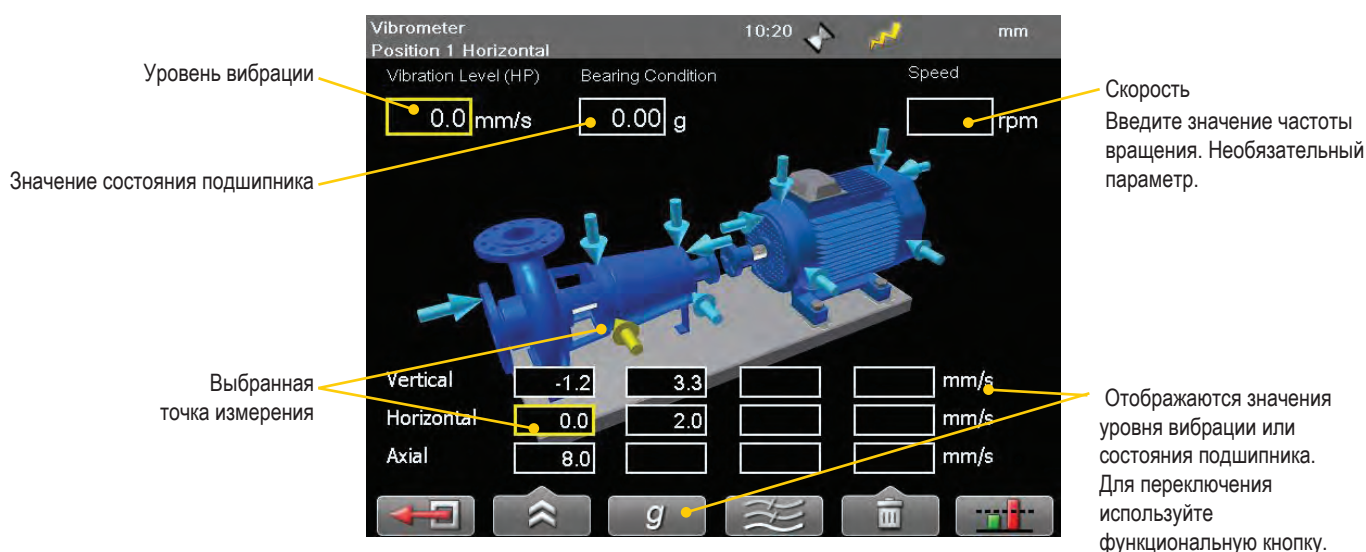 Vibrometer
Position 1 Horizontal
10:20
mm
Vibration Level (HP)
Bearing Condition
Speed
0.0 mm/s
0.00 g
rpm
Уровень вибрации
Значение состояния подшипника
Скорость
Введите значение частоты
вращения. Необязательный
параметр.
Выбранная
точка измерения
Vertical -1.2 3.3 mm/s
Horizontal 0.0 2.0 mm/s
Axial 8.0 mm/s
g
Отображаются значения
уровня вибрации или
состояния подшипника.
Для переключения
используйте
функциональную кнопку.